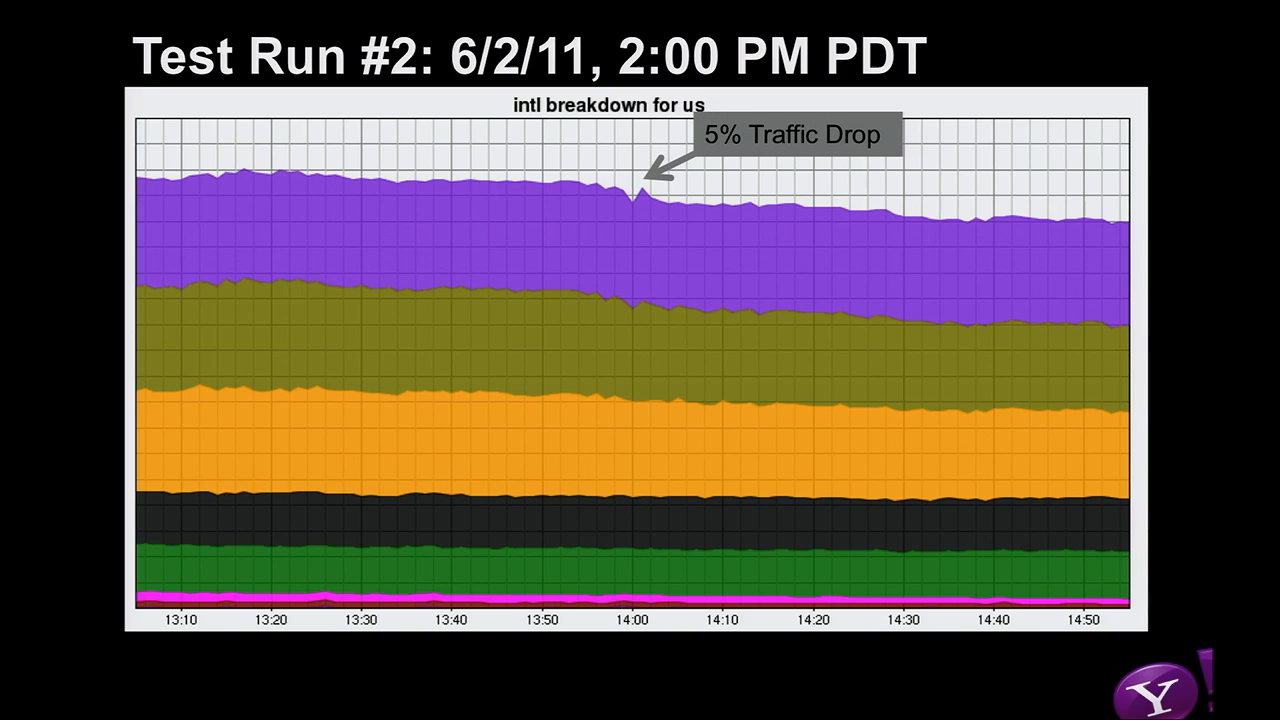 Test Run #2: 6/2/11, 2:00 PM PDT
intl breakdown for us
5% Traffic Drop
13:10 13:20 13:30 13:40 13:50 14:00 14:10 14:20 14:30 14:40 14:50
Y!